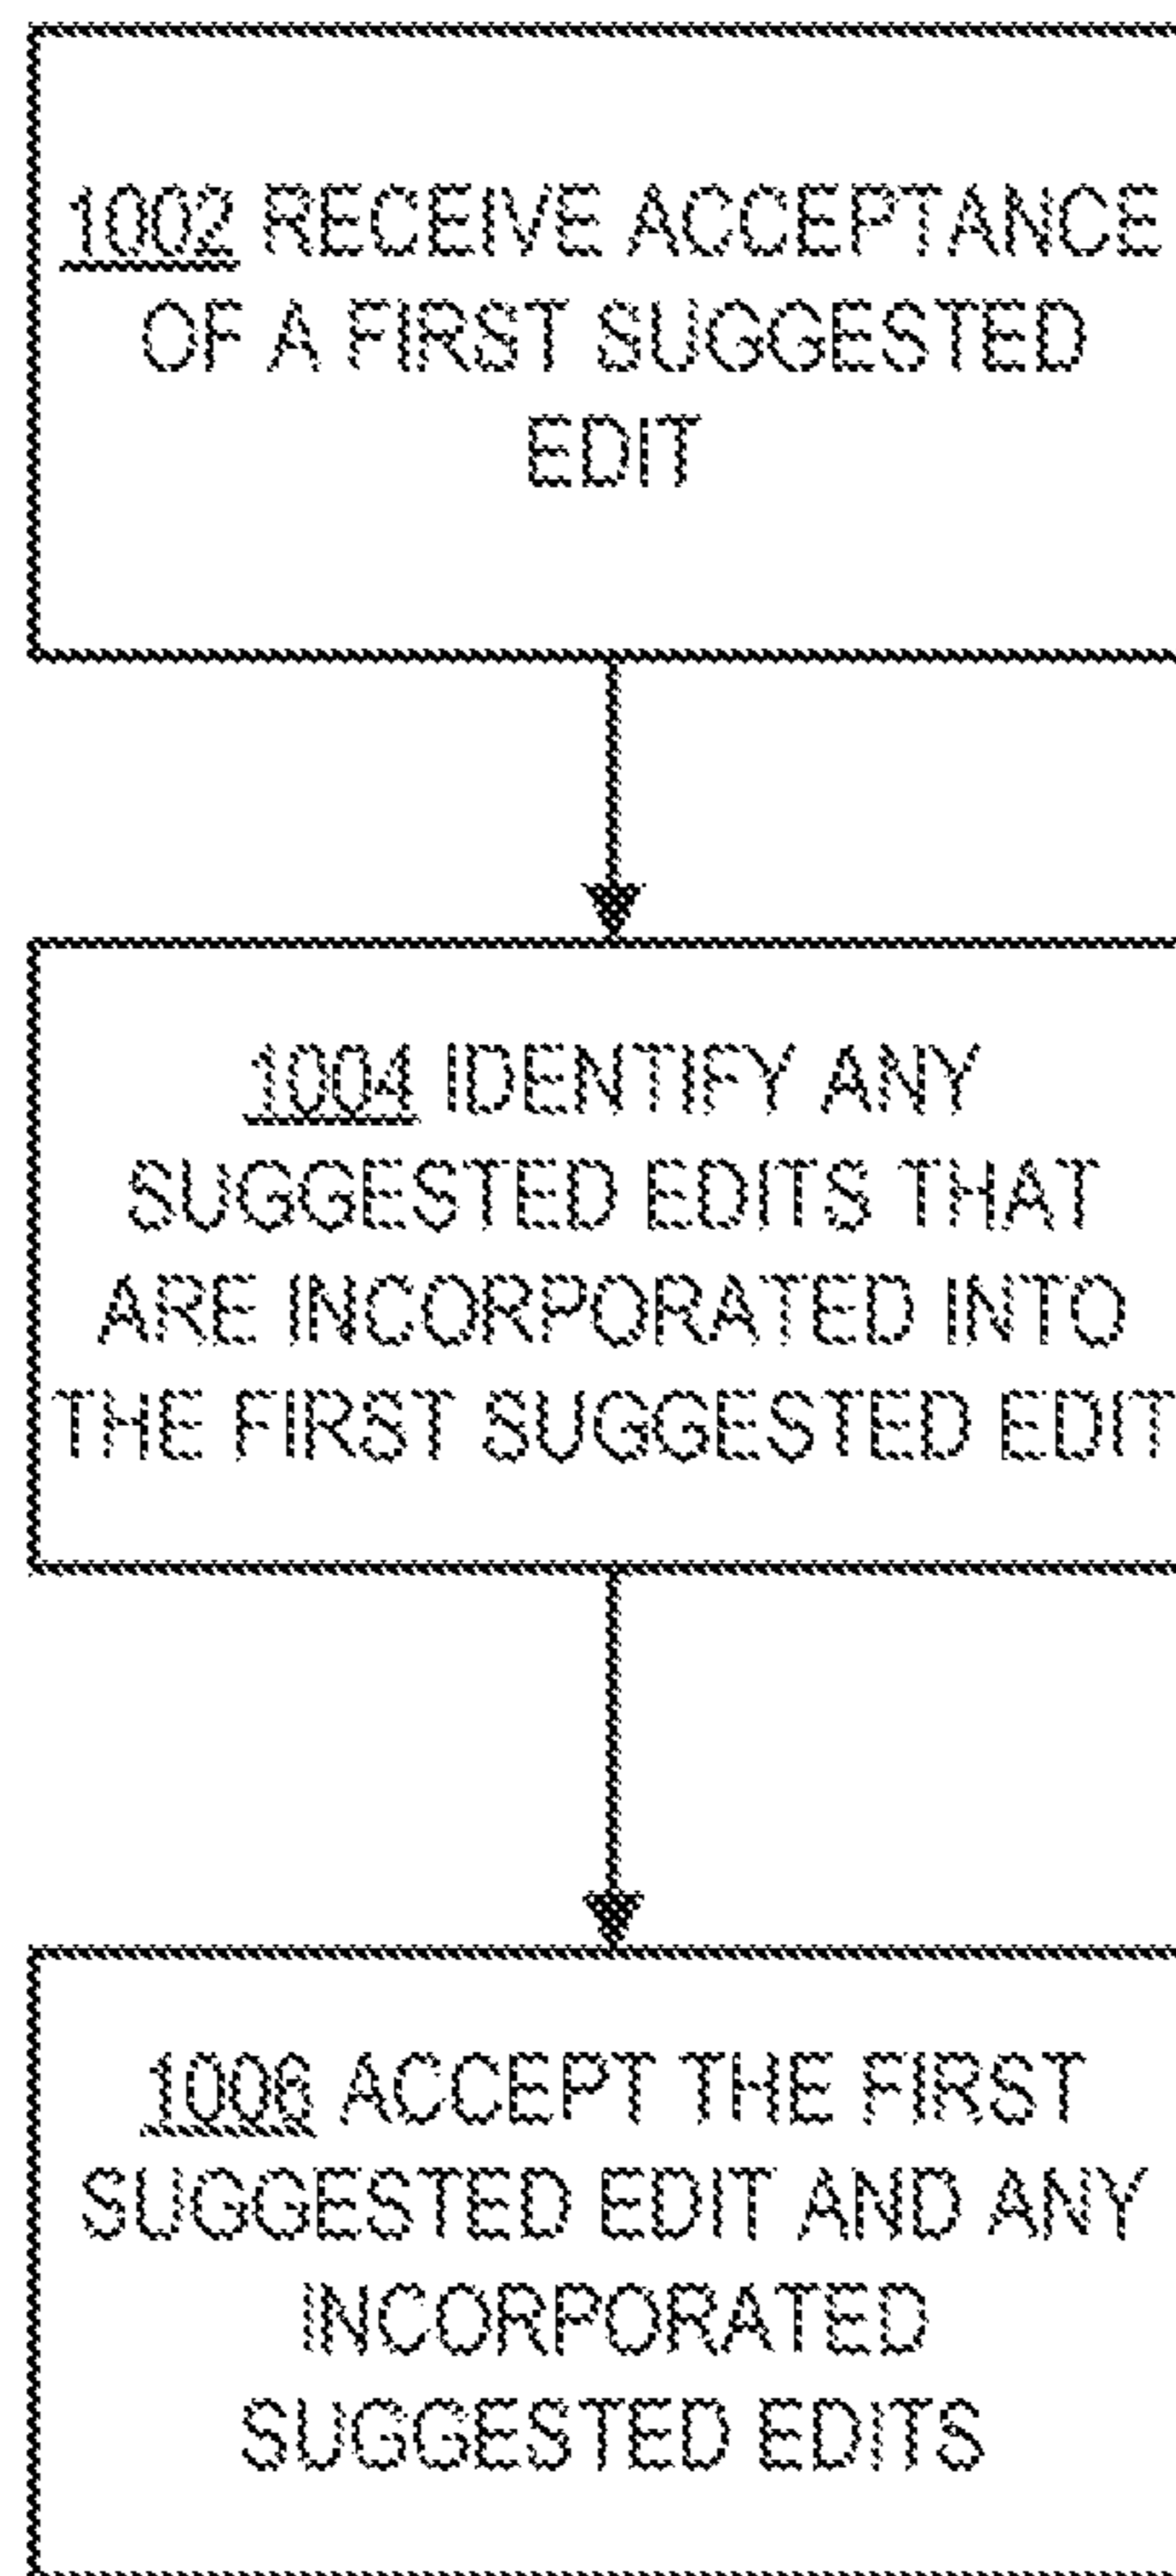 1002 RECEIVE ACCEPTANCE
OF A FIRST SUGGESTED
EDIT
1004 IDENTIFY ANY
SUGGESTED EDITS THAT
ARE INCORPORATED INTO
THE FIRST SUGGESTED EDIT
1006 ACCEPT THE FIRST
SUGGESTED EDIT AND ANY
INCORPORATED
SUGGESTED EDITS